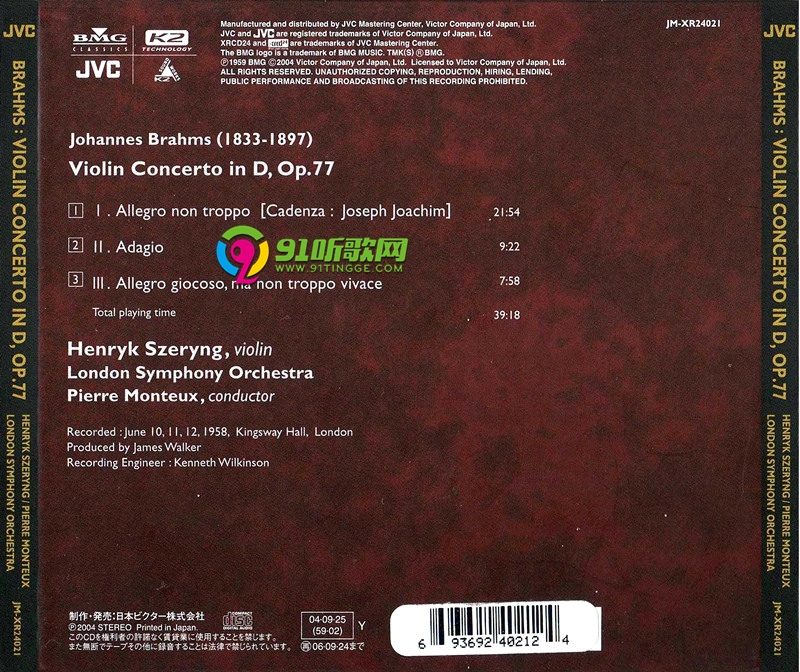 JVC
BRAHMS : VIOLIN CONCERTO IN D, OP.77
HENRYK SZERYNG / PIERRE MONTEUX
LONDON SYMPHONY ORCHESTRA
JM-XR24021
BMG
CLASSICS
K2
TECHNOLOGY
JVC
K2
Manufactured and distributed by JVC Mastering Center, Victor Company of Japan, Ltd.
JVC and JVC are registered trademarks of Victor Company of Japan, Ltd.
XRCD24 and xrcd24 are trademarks of JVC Mastering Center.
The BMG logo is a trademark of BMG MUSIC. TMK(S) ® BMG.
℗1959 BMG ©2004 Victor Company of Japan, Ltd. Licensed to Victor Company of Japan, Ltd.
ALL RIGHTS RESERVED. UNAUTHORIZED COPYING, REPRODUCTION, HIRING, LENDING,
PUBLIC PERFORMANCE AND BROADCASTING OF THIS RECORDING PROHIBITED.
JM-XR24021
Johannes Brahms (1833-1897)
Violin Concerto in D, Op.77
1 I . Allegro non troppo [Cadenza : Joseph Joachim] 21:54
2 II . Adagio 9:22
91听歌网
WWW.91TINGGE.COM
3 III. Allegro giocoso, ma non troppo vivace 7:58
Total playing time 39:18
Henryk Szeryng, violin
London Symphony Orchestra
Pierre Monteux, conductor
Recorded : June 10, 11, 12, 1958, Kingsway Hall, London
Produced by James Walker
Recording Engineer : Kenneth Wilkinson
制作・発売:日本ビクター株式会社
℗2004 STEREO Printed in Japan.
このCDを権利者の許諾なく賃貸業に使用することを禁じます。
また無断でテープその他に録音することは法律で禁じられています。
COMPACT
disc
DIGITAL AUDIO
04·09·25
(59·02)
Y
再06·09·24まで
6 93692 40212 4
JVC
BRAHMS : VIOLIN CONCERTO IN D, OP.77
HENRYK SZERYNG / PIERRE MONTEUX
LONDON SYMPHONY ORCHESTRA
JM-XR24021